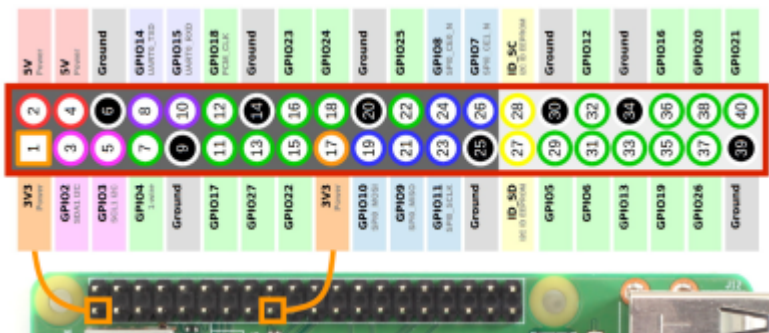 5V
Power
5V
Power
Ground
GPIO14
UART0_TXD
GPIO15
UART0_RXD
GPIO18
PCM_CLK
Ground
GPIO23
GPIO24
Ground
GPIO25
GPIO8
SPI0_CE0_N
GPIO7
SPI0_CE1_N
ID_SC
I2C ID EEPROM
Ground
GPIO12
Ground
GPIO16
GPIO20
GPIO21
2 4 6 8 10 12 14 16 18 20 22 24 26 28 30 32 34 36 38 40
1 3 5 7 9 11 13 15 17 19 21 23 25 27 29 31 33 35 37 39
3V3
Power
GPIO2
SDA1 I2C
GPIO3
SCL1 I2C
GPIO4
1-wire
Ground
GPIO17
GPIO27
GPIO22
3V3
Power
GPIO10
SPI0_MOSI
GPIO9
SPI0_MISO
GPIO11
SPI0_SCLK
Ground
ID_SD
I2C ID EEPROM
GPIO5
GPIO6
GPIO13
GPIO19
GPIO26
Ground
J12